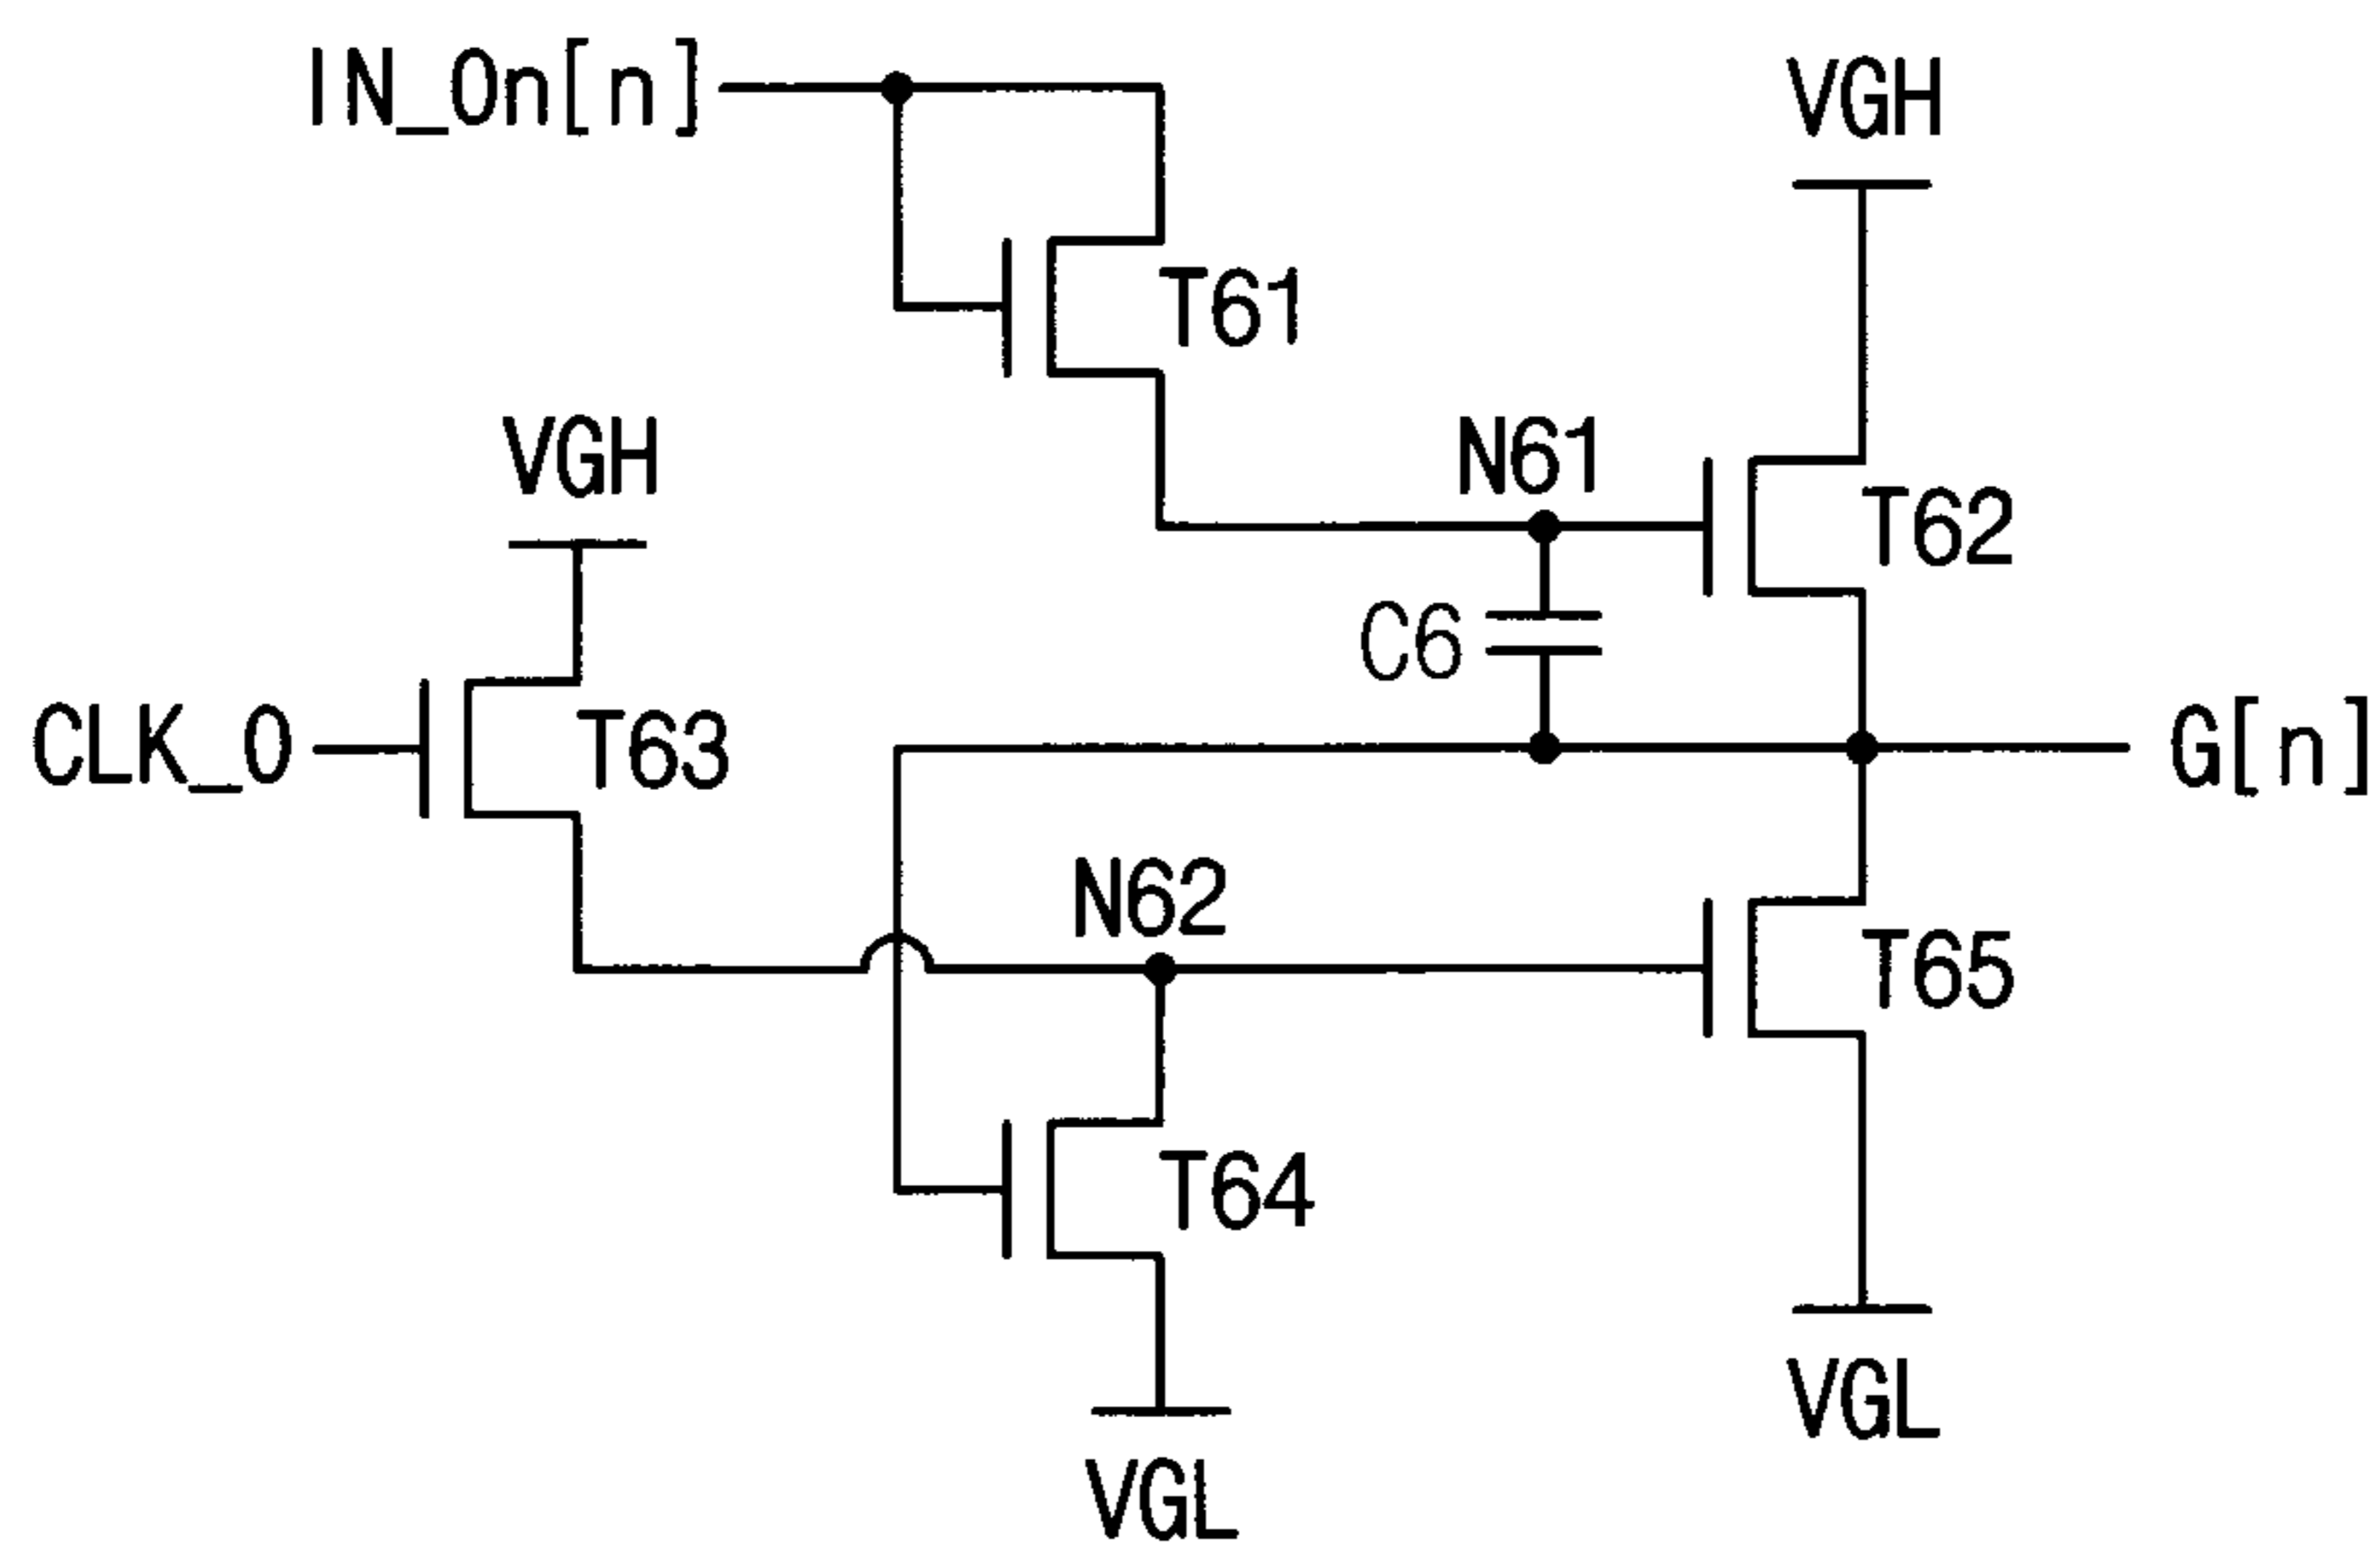 IN_On[n]
VGH
T61
VGH
N61
T62
C6
CLK_O
T63
G[n]
N62
T65
T64
VGL
VGL